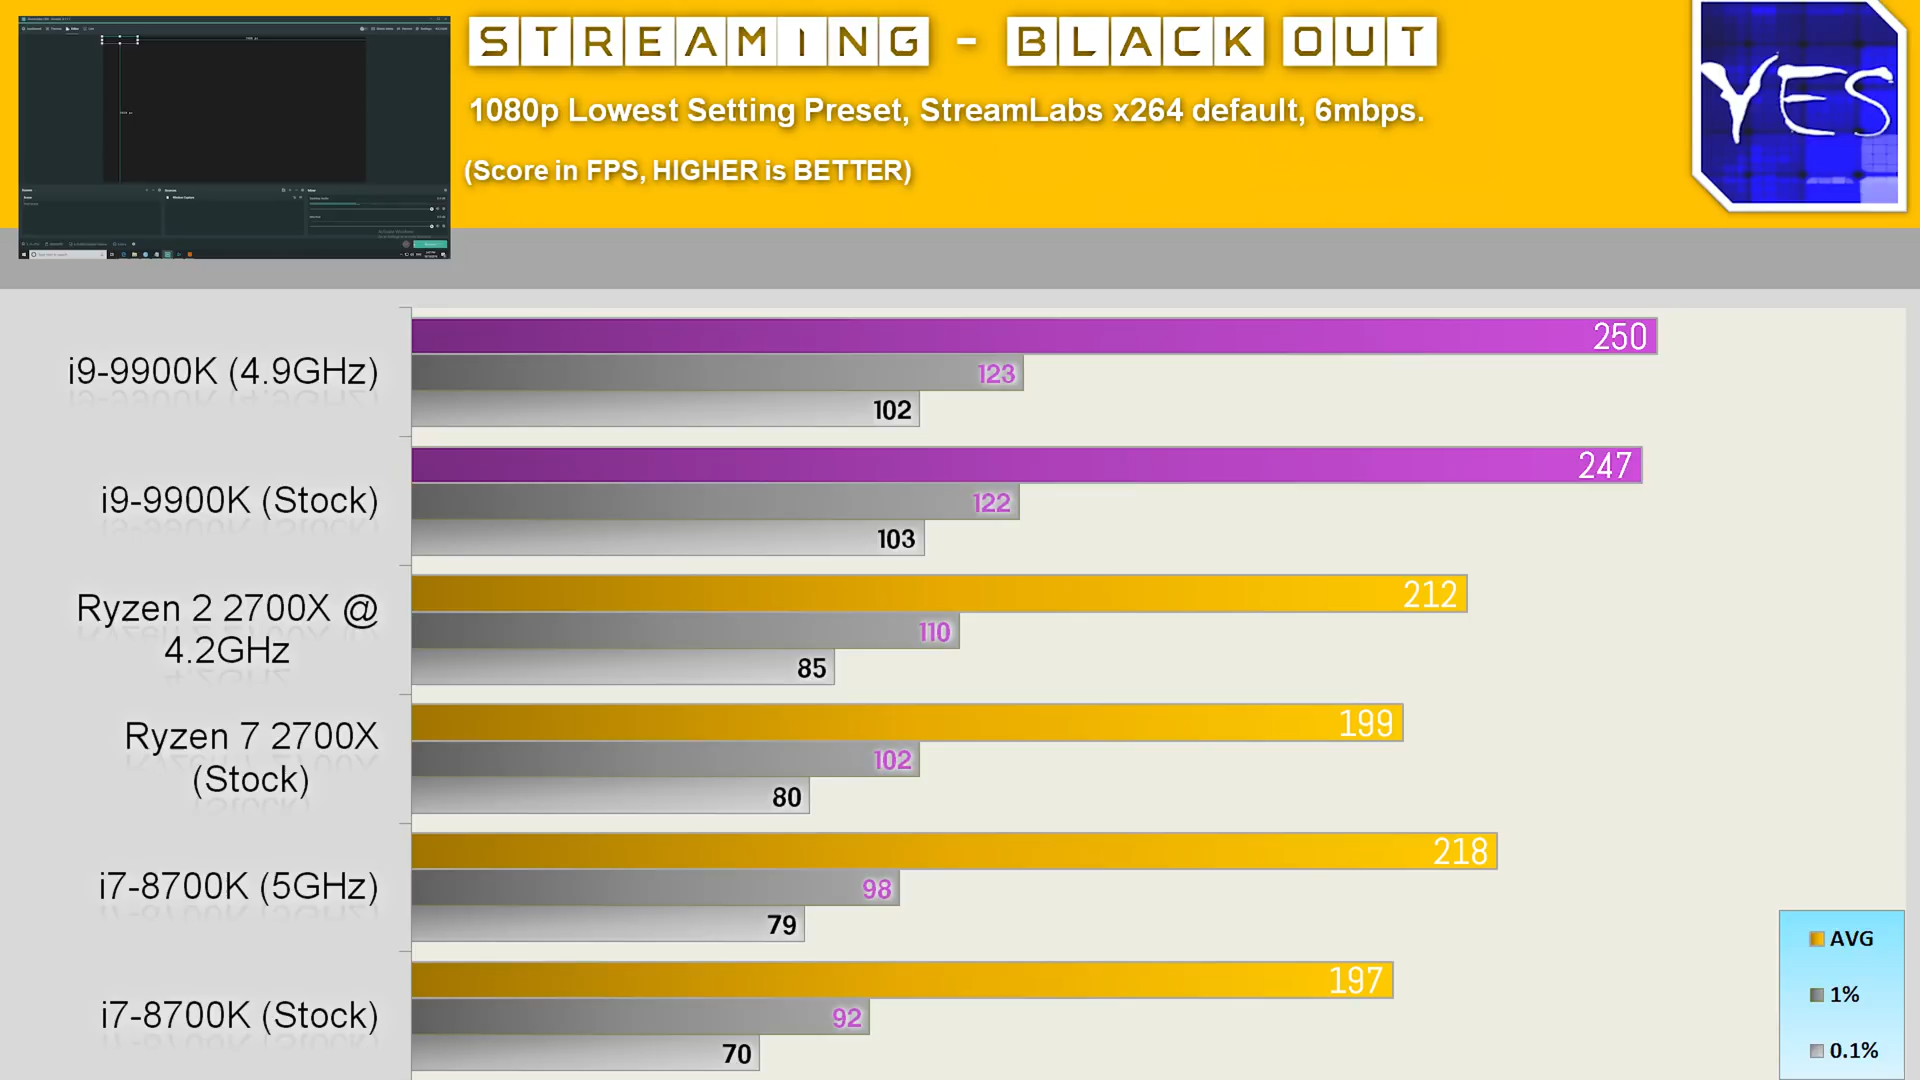 STREAMING - BLACK OUT
1080p Lowest Setting Preset, StreamLabs x264 default, 6mbps.
(Score in FPS, HIGHER is BETTER)
YES
i9-9900K (4.9GHz)
250
123
102
i9-9900K (Stock)
247
122
103
Ryzen 2 2700X @
4.2GHz
212
110
85
Ryzen 7 2700X
(Stock)
199
102
80
i7-8700K (5GHz)
218
98
79
i7-8700K (Stock)
197
92
70
AVG
1%
0.1%